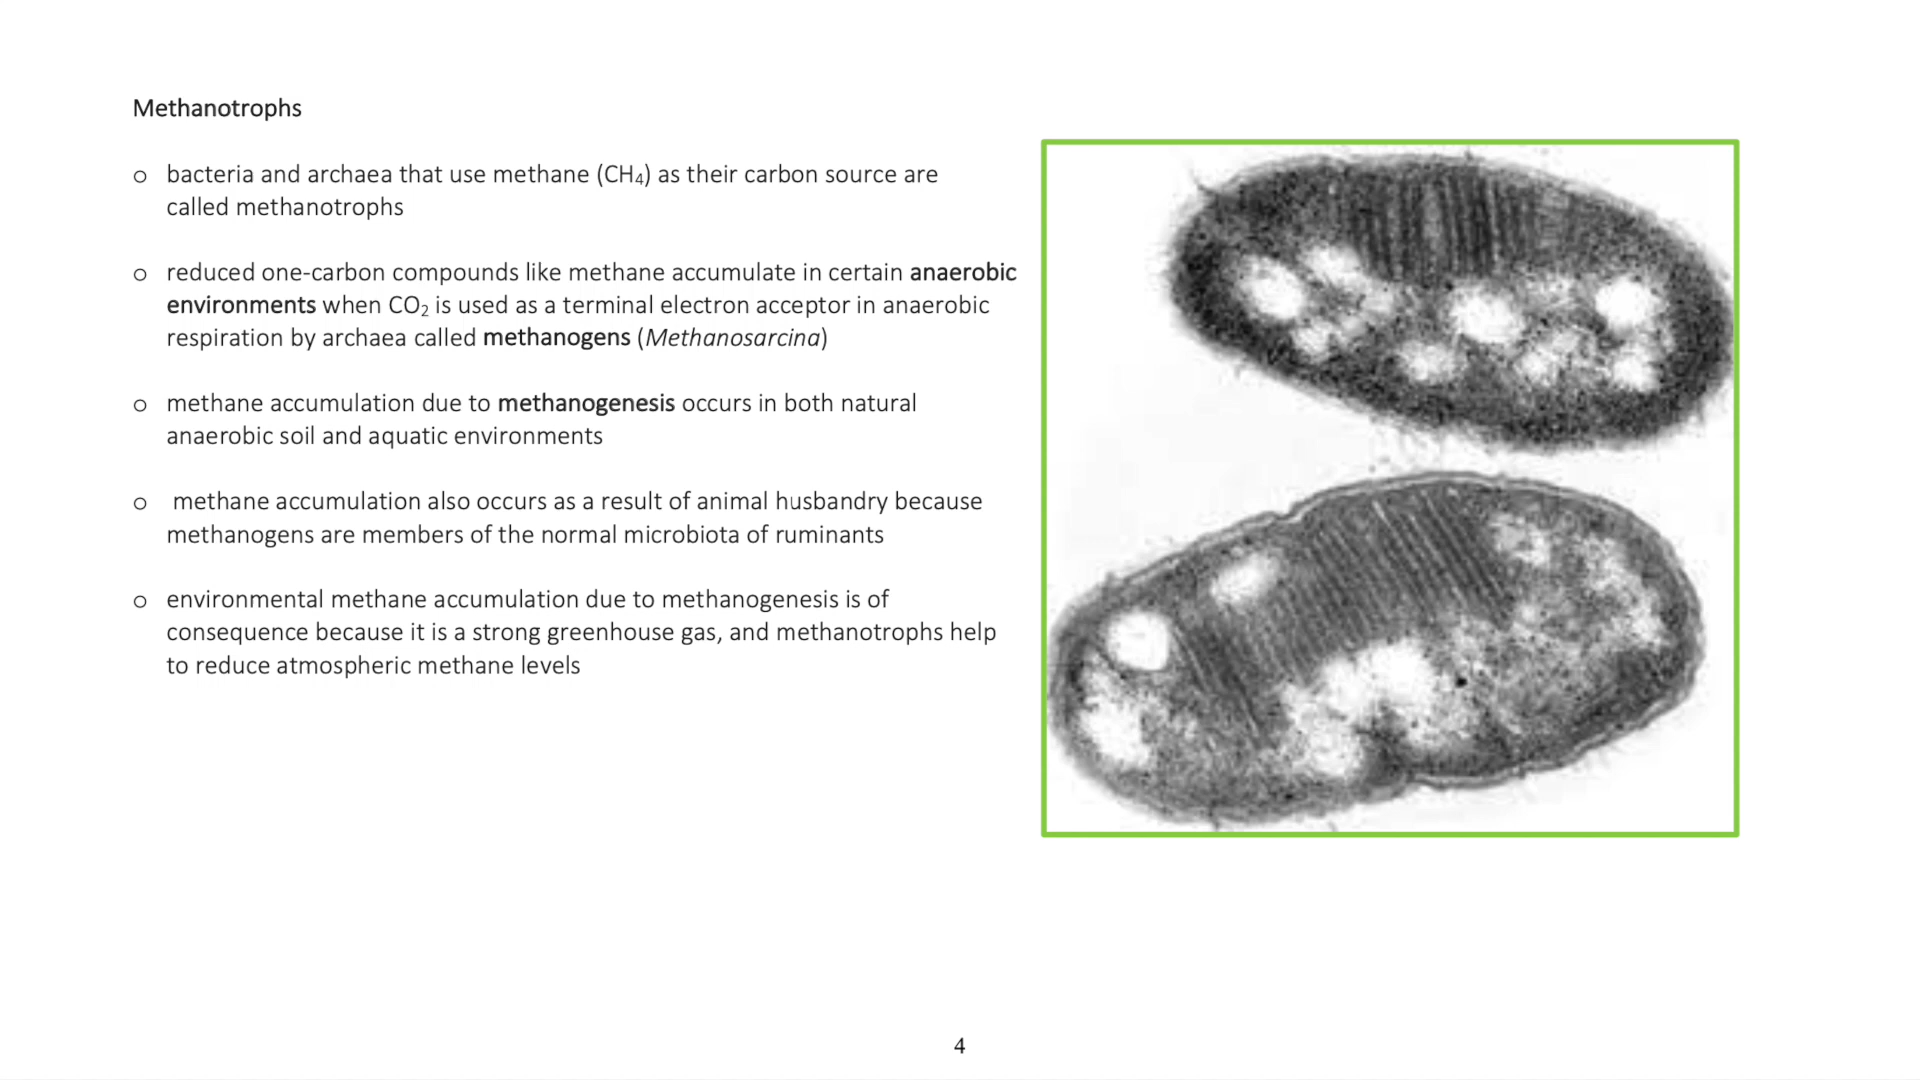 Methanotrophs
o bacteria and archaea that use methane (CH₄) as their carbon source are
called methanotrophs
o reduced one-carbon compounds like methane accumulate in certain anaerobic
environments when CO₂ is used as a terminal electron acceptor in anaerobic
respiration by archaea called methanogens (Methanosarcina)
o methane accumulation due to methanogenesis occurs in both natural
anaerobic soil and aquatic environments
o methane accumulation also occurs as a result of animal husbandry because
methanogens are members of the normal microbiota of ruminants
o environmental methane accumulation due to methanogenesis is of
consequence because it is a strong greenhouse gas, and methanotrophs help
to reduce atmospheric methane levels
4